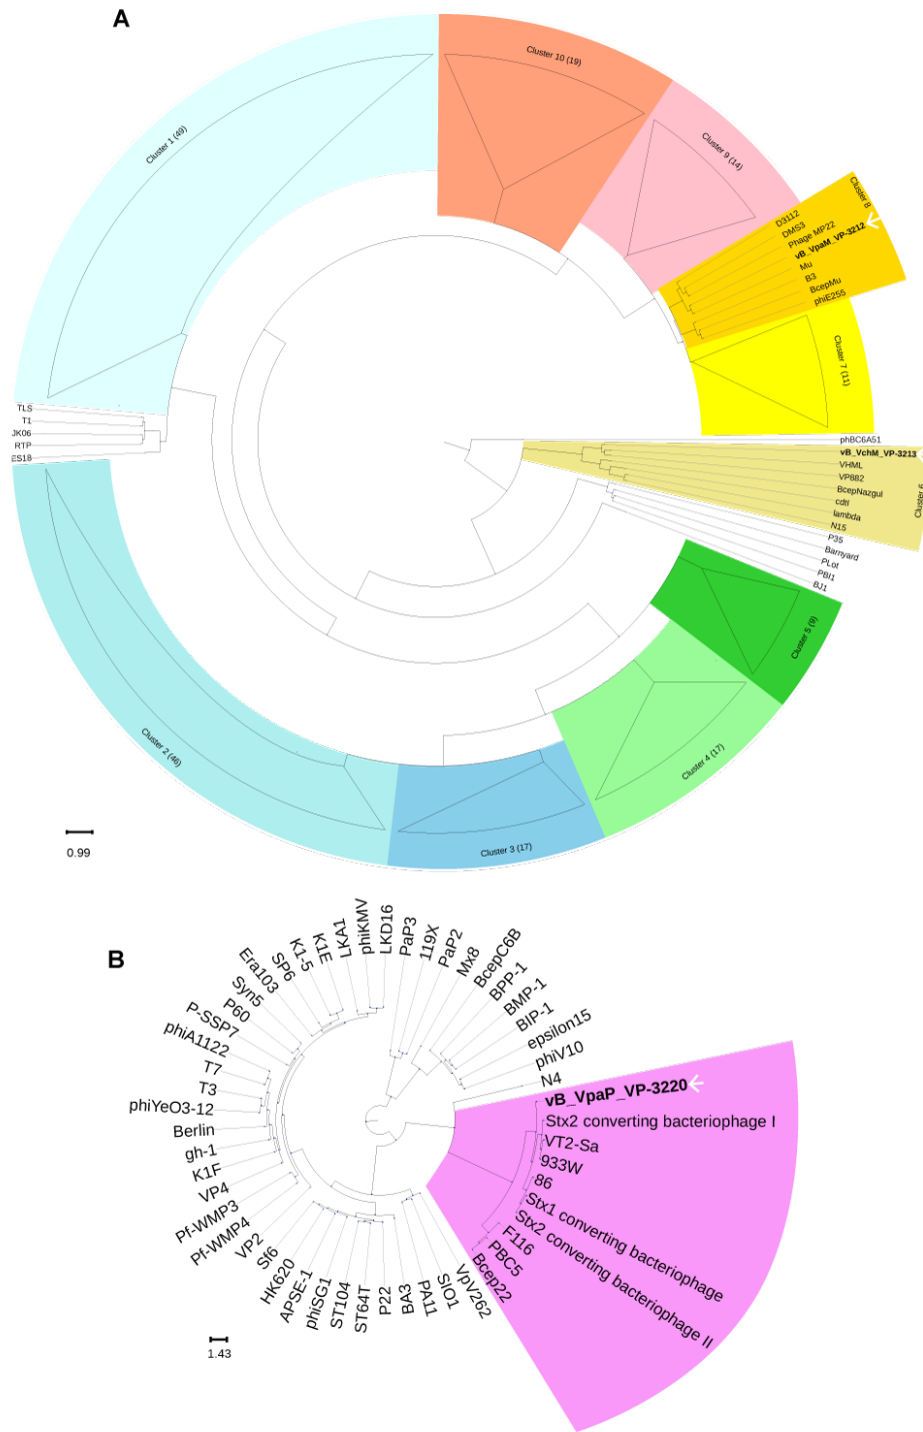 A
Cluster 1 (49)
Cluster 10 (19)
Cluster 9 (14)
Cluster 8
D3112
DMS3
Phage MP22
vB_VpaM_VP-3212
Mu
B3
BcepMu
phiE255
Cluster 7 (11)
phBC6A51
vB_VchM_VP-3213
VHML
VP882
BcepNazgul
cdtI
lambda
N15
Cluster 6
P35
Barnyard
PLot
PBI1
BJ1
Cluster 5 (9)
Cluster 4 (17)
Cluster 3 (17)
Cluster 2 (46)
TLS
T1
JK06
RTP
ES18
0.99
B
PaP3
119X
PaP2
Mx8
BcepC6B
BPP-1
BMP-1
BIP-1
epsilon15
phiV10
N4
vB_VpaP_VP-3220
Stx2 converting bacteriophage I
VT2-Sa
933W
86
Stx1 converting bacteriophage
Stx2 converting bacteriophage II
F116
PBC5
Bcep22
VpV262
SIO1
PA11
BA3
P22
ST64T
ST104
phiSG1
APSE-1
HK620
Sf6
VP2
Pf-WMP4
Pf-WMP3
VP4
K1F
gh-1
Berlin
phiYeO3-12
T3
T7
phiA1122
P-SSP7
P60
Syn5
Era103
SP6
K1-5
K1E
LKA1
phiKMV
LKD16
1.43